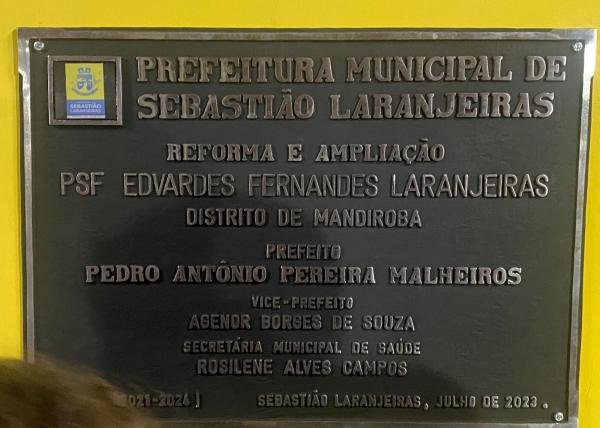 SEBASTIÃO
LARANJEIRAS
PREFEITURA MUNICIPAL DE
SEBASTIÃO LARANJEIRAS
REFORMA E AMPLIAÇÃO
PSF EDVARDES FERNANDES LARANJEIRAS
DISTRITO DE MANDIROBA
PREFEITO
PEDRO ANTÔNIO PEREIRA MALHEIROS
VICE-PREFEITO
AGENOR BORGES DE SOUZA
SECRETÁRIA MUNICIPAL DE SAÚDE
ROSILENE ALVES CAMPOS
SEBASTIÃO LARANJEIRAS, JULHO DE 2023.